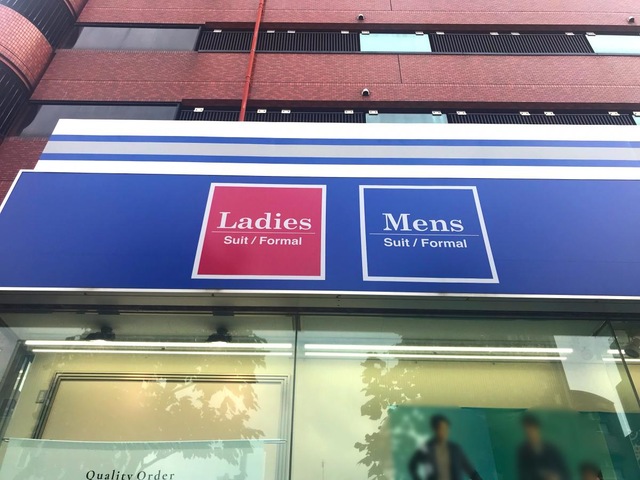 Ladies
Suit / Formal
Mens
Suit / Formal
Quality Order